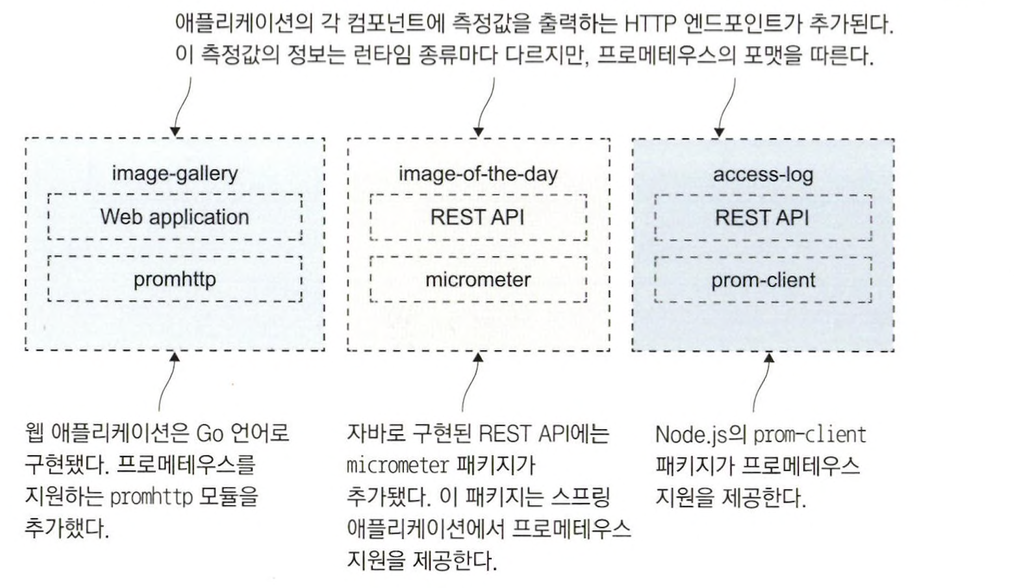 애플리케이션의 각 컴포넌트에 측정값을 출력하는 HTTP 엔드포인트가 추가된다.
이 측정값의 정보는 런타임 종류마다 다르지만, 프로메테우스의 포맷을 따른다.
image-gallery
Web application
promhttp
image-of-the-day
REST API
micrometer
access-log
REST API
prom-client
웹 애플리케이션은 Go 언어로
구현됐다. 프로메테우스를
지원하는 promhttp 모듈을
추가했다.
자바로 구현된 REST API에는
micrometer 패키지가
추가됐다. 이 패키지는 스프링
애플리케이션에서 프로메테우스
지원을 제공한다.
Node.js의 prom-client
패키지가 프로메테우스
지원을 제공한다.